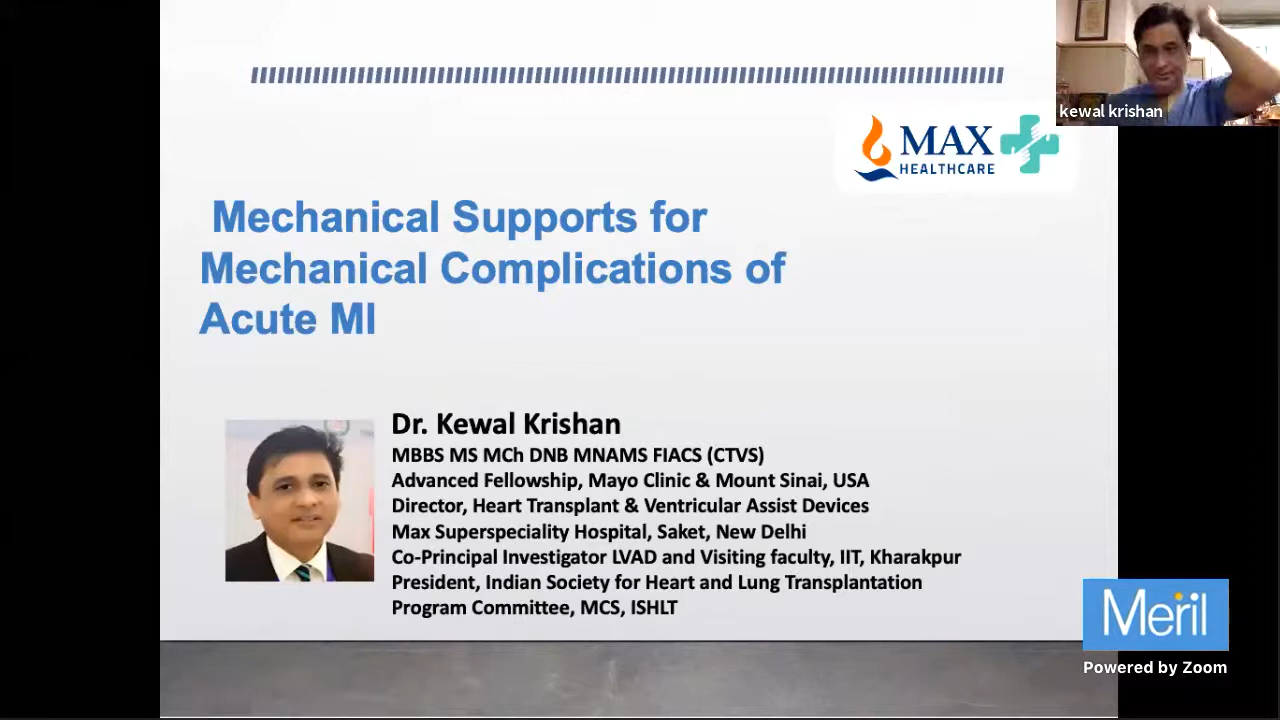 kewal krishan
MAX
HEALTHCARE
Mechanical Supports for
Mechanical Complications of
Acute MI
Dr. Kewal Krishan
MBBS MS MCh DNB MNAMS FIACS (CTVS)
Advanced Fellowship, Mayo Clinic & Mount Sinai, USA
Director, Heart Transplant & Ventricular Assist Devices
Max Superspeciality Hospital, Saket, New Delhi
Co-Principal Investigator LVAD and Visiting faculty, IIT, Kharakpur
President, Indian Society for Heart and Lung Transplantation
Program Committee, MCS, ISHLT
Meril
Powered by Zoom